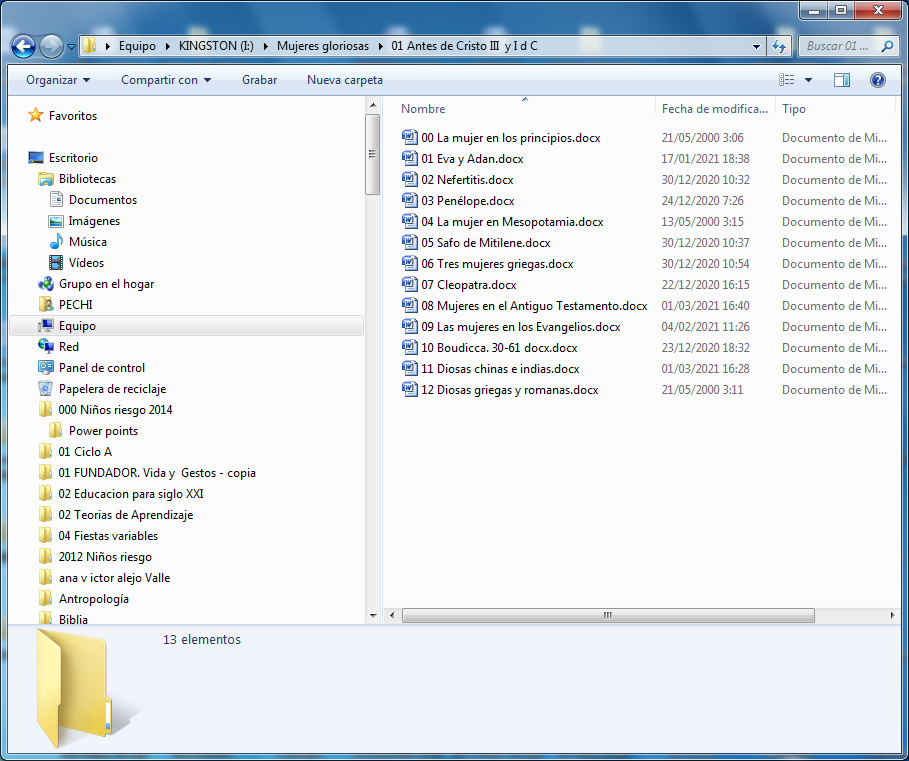 Equipo ▸ KINGSTON (I:) ▸ Mujeres gloriosas ▸ 01 Antes de Cristo III y I d C
Buscar 01 ...
Organizar Compartir con Grabar Nueva carpeta
Favoritos
Escritorio
Bibliotecas
Documentos
Imágenes
Música
Vídeos
Grupo en el hogar
PECHI
Equipo
Red
Panel de control
Papelera de reciclaje
000 Niños riesgo 2014
Power points
01 Ciclo A
01 FUNDADOR. Vida y Gestos - copia
02 Educacion para siglo XXI
02 Teorias de Aprendizaje
04 Fiestas variables
2012 Niños riesgo
ana v ictor alejo Valle
Antropología
Biblia
Nombre Fecha de modifica... Tipo
00 La mujer en los principios.docx 21/05/2000 3:06 Documento de Mi...
01 Eva y Adan.docx 17/01/2021 18:38 Documento de Mi...
02 Nefertitis.docx 30/12/2020 10:32 Documento de Mi...
03 Penélope.docx 24/12/2020 7:26 Documento de Mi...
04 La mujer en Mesopotamia.docx 13/05/2000 3:15 Documento de Mi...
05 Safo de Mitilene.docx 30/12/2020 10:37 Documento de Mi...
06 Tres mujeres griegas.docx 30/12/2020 10:54 Documento de Mi...
07 Cleopatra.docx 22/12/2020 16:15 Documento de Mi...
08 Mujeres en el Antiguo Testamento.docx 01/03/2021 16:40 Documento de Mi...
09 Las mujeres en los Evangelios.docx 04/02/2021 11:26 Documento de Mi...
10 Boudicca. 30-61 docx.docx 23/12/2020 18:32 Documento de Mi...
11 Diosas chinas e indias.docx 01/03/2021 16:28 Documento de Mi...
12 Diosas griegas y romanas.docx 21/05/2000 3:11 Documento de Mi...
13 elementos